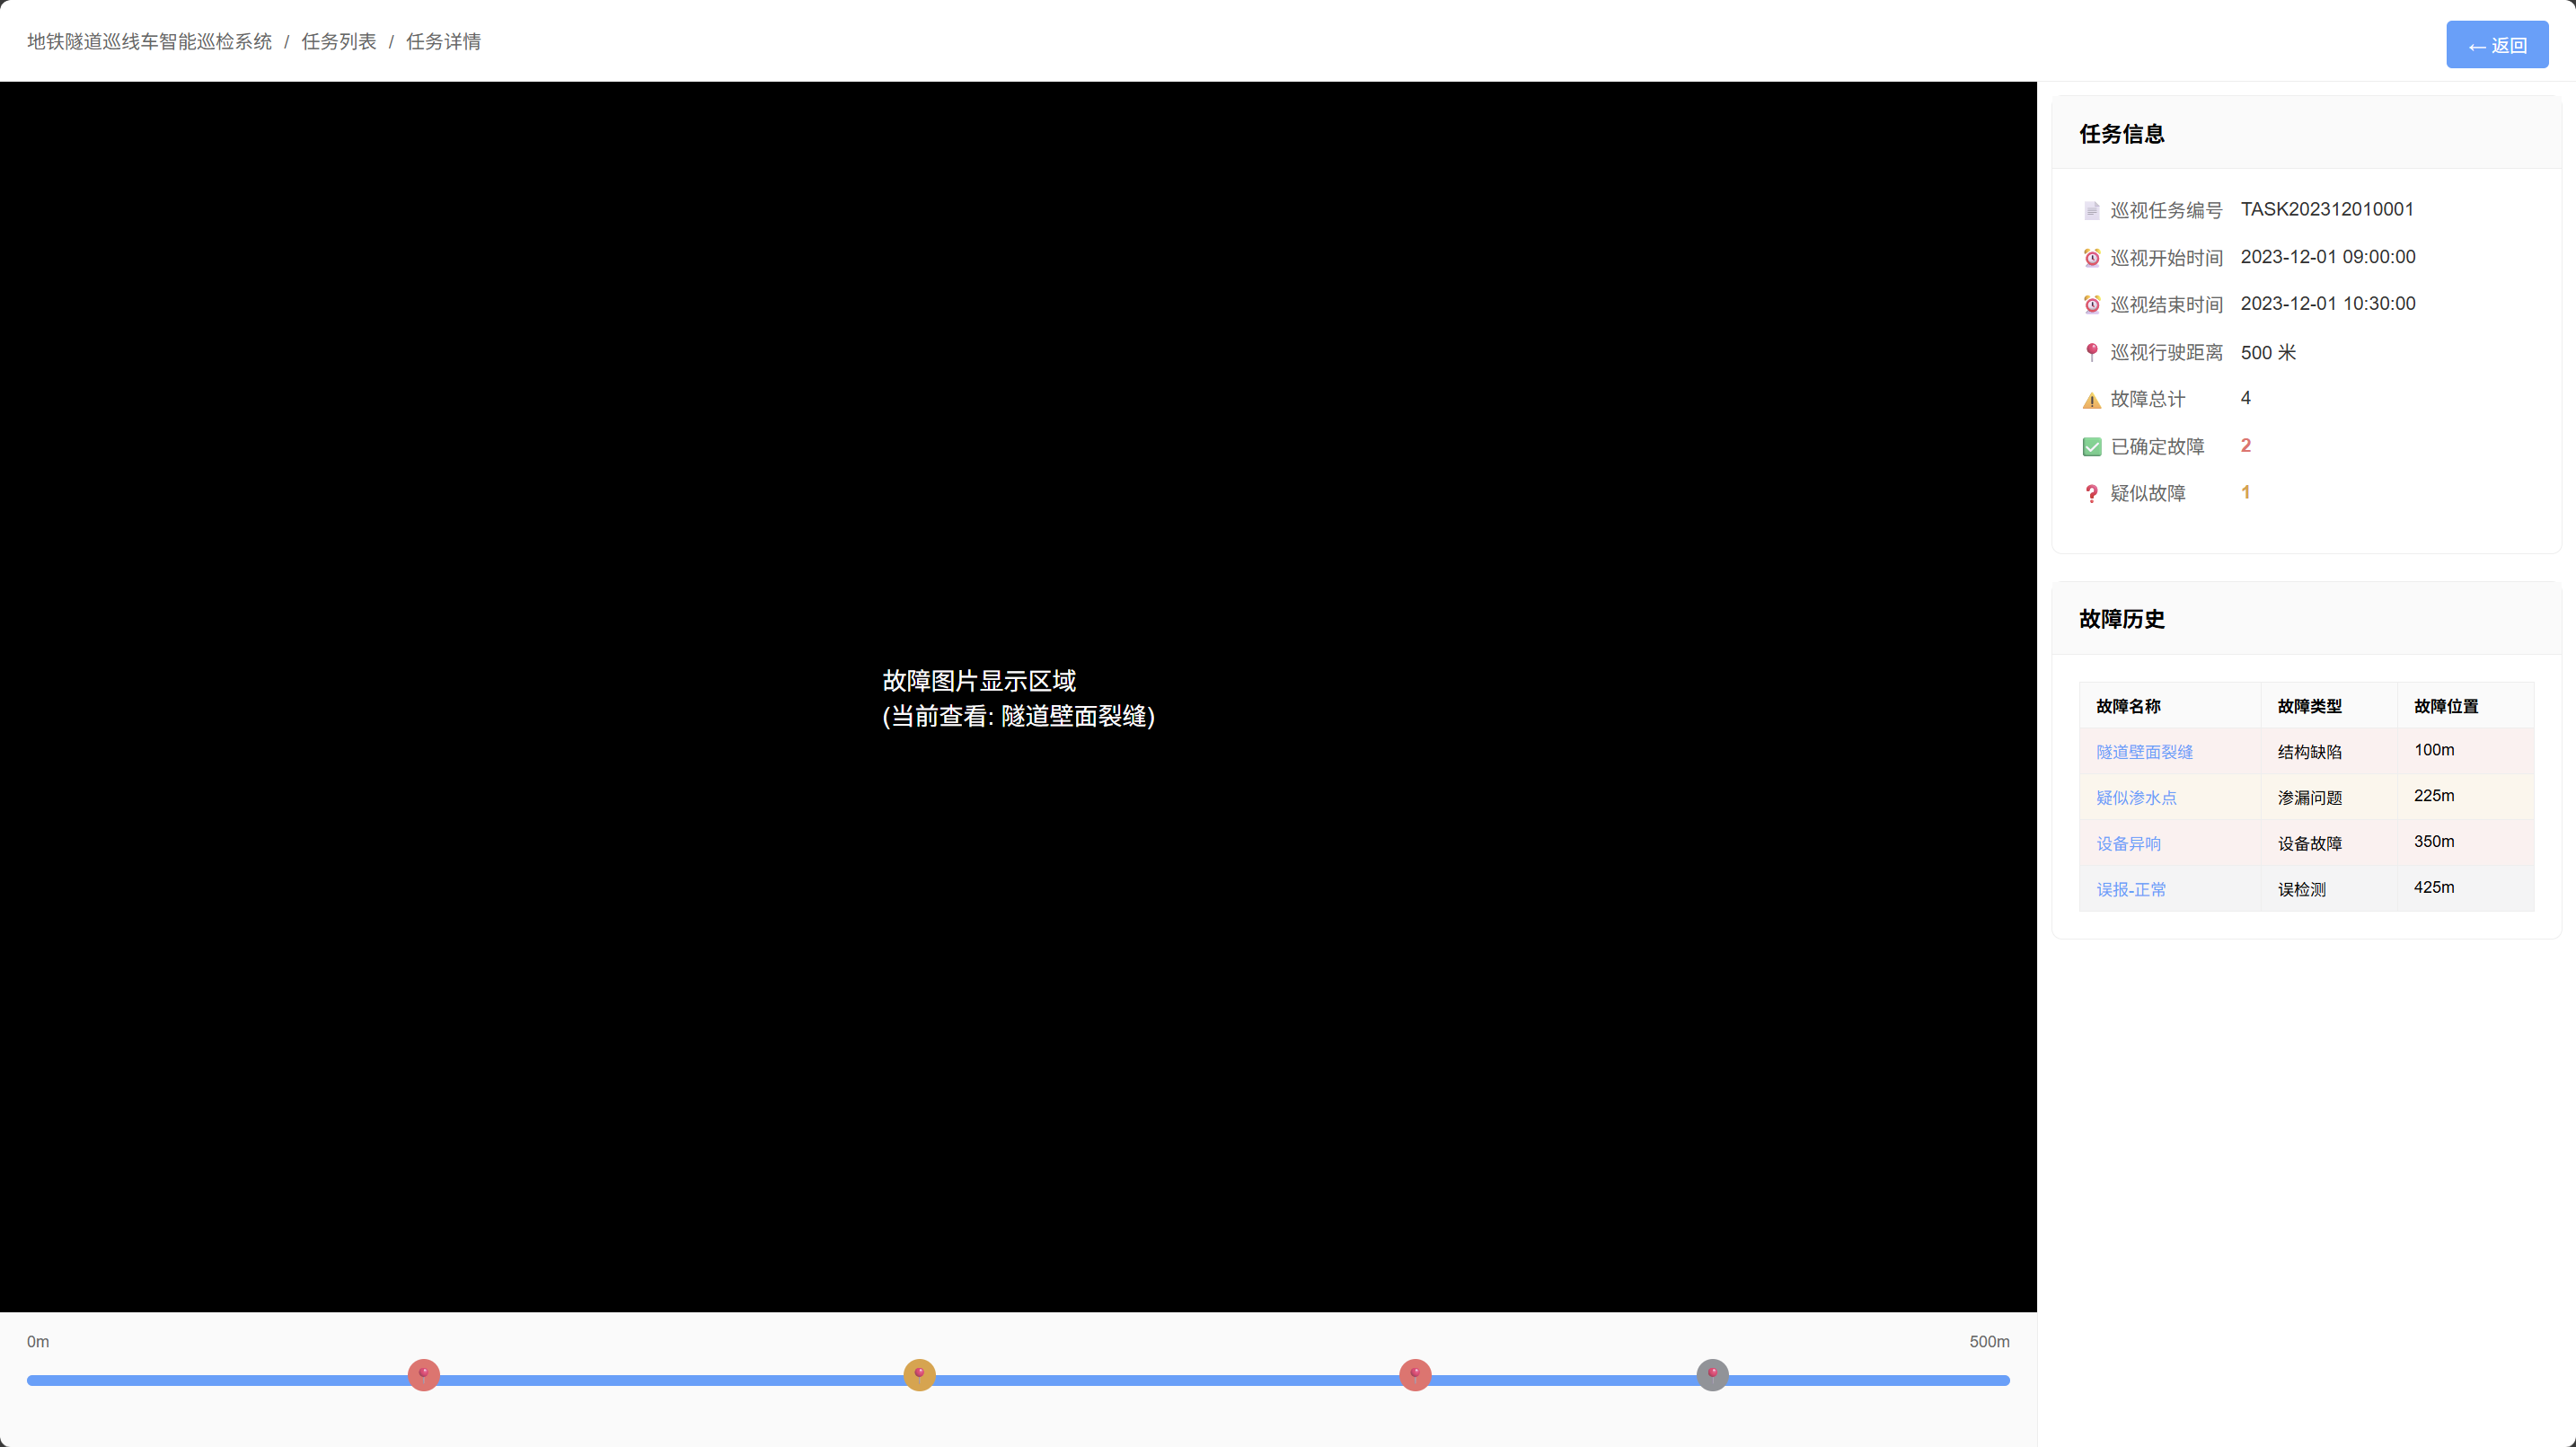 地铁隧道巡线车智能巡检系统 / 任务列表 / 任务详情
← 返回
故障图片显示区域
(当前查看: 隧道壁面裂缝)
0m
500m
任务信息
巡视任务编号 TASK202312010001
巡视开始时间 2023-12-01 09:00:00
巡视结束时间 2023-12-01 10:30:00
巡视行驶距离 500 米
故障总计 4
已确定故障 2
疑似故障 1
故障历史
故障名称 故障类型 故障位置
隧道壁面裂缝 结构缺陷 100m
疑似渗水点 渗漏问题 225m
设备异响 设备故障 350m
误报-正常 误检测 425m